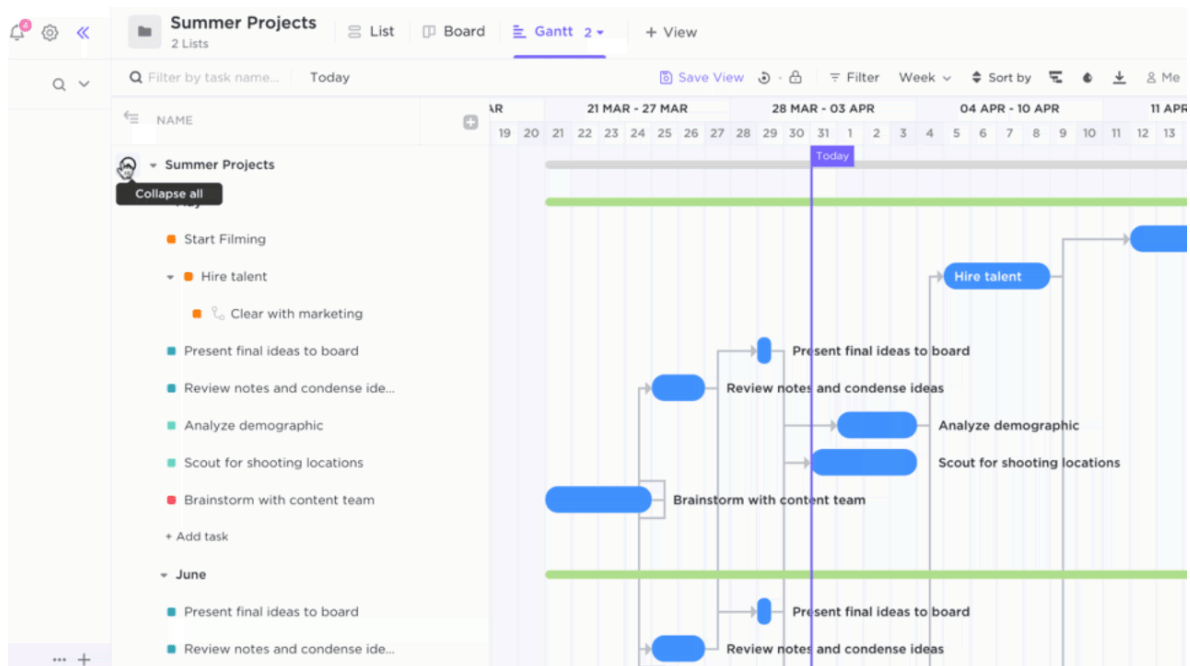 4
Summer Projects
2 Lists
List
Board
Gantt 2
+ View
Filter by task name...
Today
Save View
Filter
Week
Sort by
Me
NAME
AR
21 MAR - 27 MAR
28 MAR - 03 APR
04 APR - 10 APR
11 APR
19 20 21 22 23 24 25 26 27 28 29 30 31 1 2 3 4 5 6 7 8 9 10 11 12 13
Today
Summer Projects
Collapse all
Start Filming
Hire talent
Hire talent
Clear with marketing
Present final ideas to board
Present final ideas to board
Review notes and condense ide...
Review notes and condense ideas
Analyze demographic
Analyze demographic
Scout for shooting locations
Scout for shooting locations
Brainstorm with content team
Brainstorm with content team
+ Add task
June
Present final ideas to board
Present final ideas to board
Review notes and condense ide...
Review notes and condense ideas